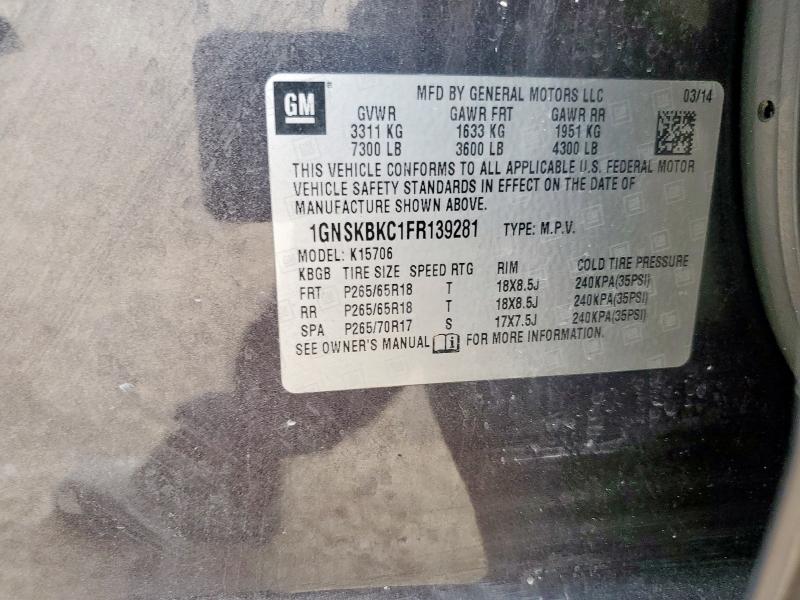 GM
MFD BY GENERAL MOTORS LLC 03/14
GVWR GAWR FRT GAWR RR
3311 KG 1633 KG 1951 KG
7300 LB 3600 LB 4300 LB
THIS VEHICLE CONFORMS TO ALL APPLICABLE U.S. FEDERAL MOTOR
VEHICLE SAFETY STANDARDS IN EFFECT ON THE DATE OF
MANUFACTURE SHOWN ABOVE.
1GNSKBKC1FR139281 TYPE: M.P.V.
MODEL: K15706
KBGB TIRE SIZE SPEED RTG RIM COLD TIRE PRESSURE
FRT P265/65R18 T 18X8.5J 240KPA(35PSI)
RR P265/65R18 T 18X8.5J 240KPA(35PSI)
SPA P265/70R17 S 17X7.5J 240KPA(35PSI)
SEE OWNER'S MANUAL FOR MORE INFORMATION.